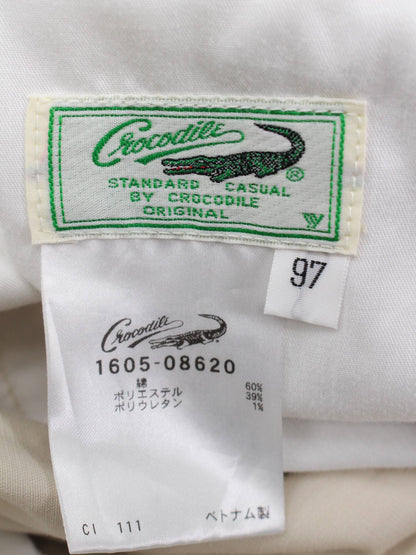 Crocodile
®
STANDARD CASUAL
BY CROCODILE
ORIGINAL
97
Crocodile
1605-08620
綿 60%
ポリエステル 39%
ポリウレタン 1%
CI 111 ベトナム製